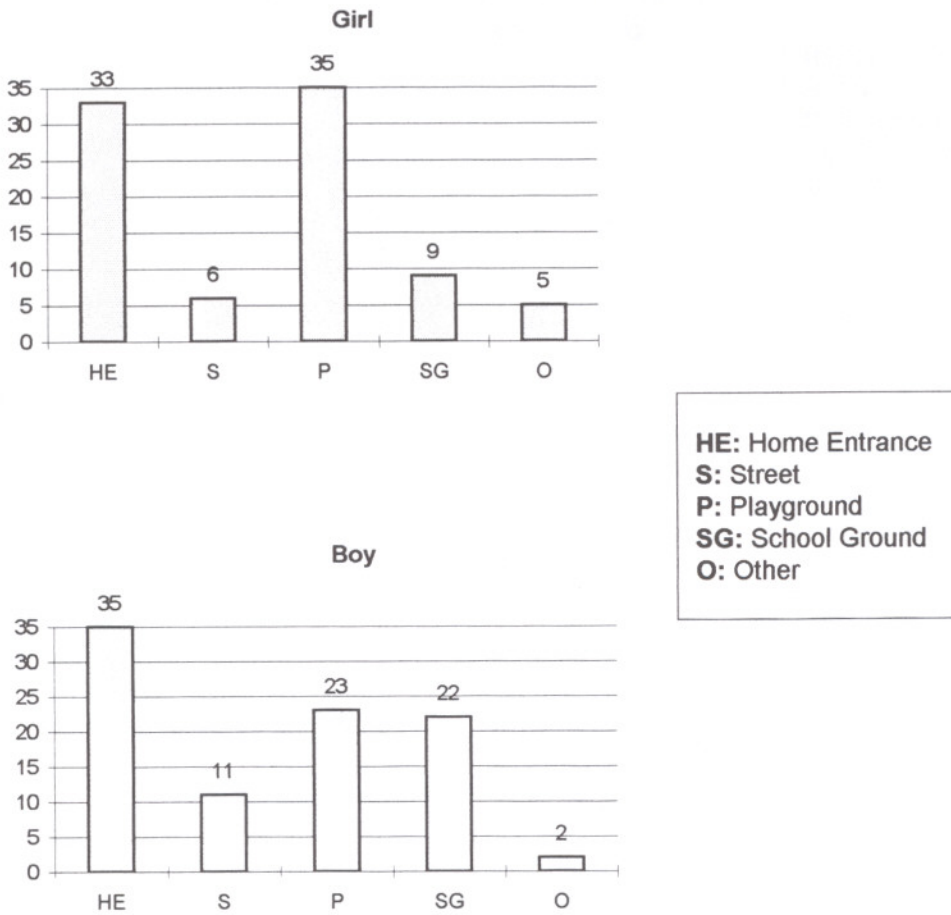 Girl
33
35
6
9
5
35
30
25
20
15
10
5
0
HE S P SG O
HE: Home Entrance
S: Street
P: Playground
SG: School Ground
O: Other
Boy
35
11
23
22
2
35
30
25
20
15
10
5
0
HE S P SG O